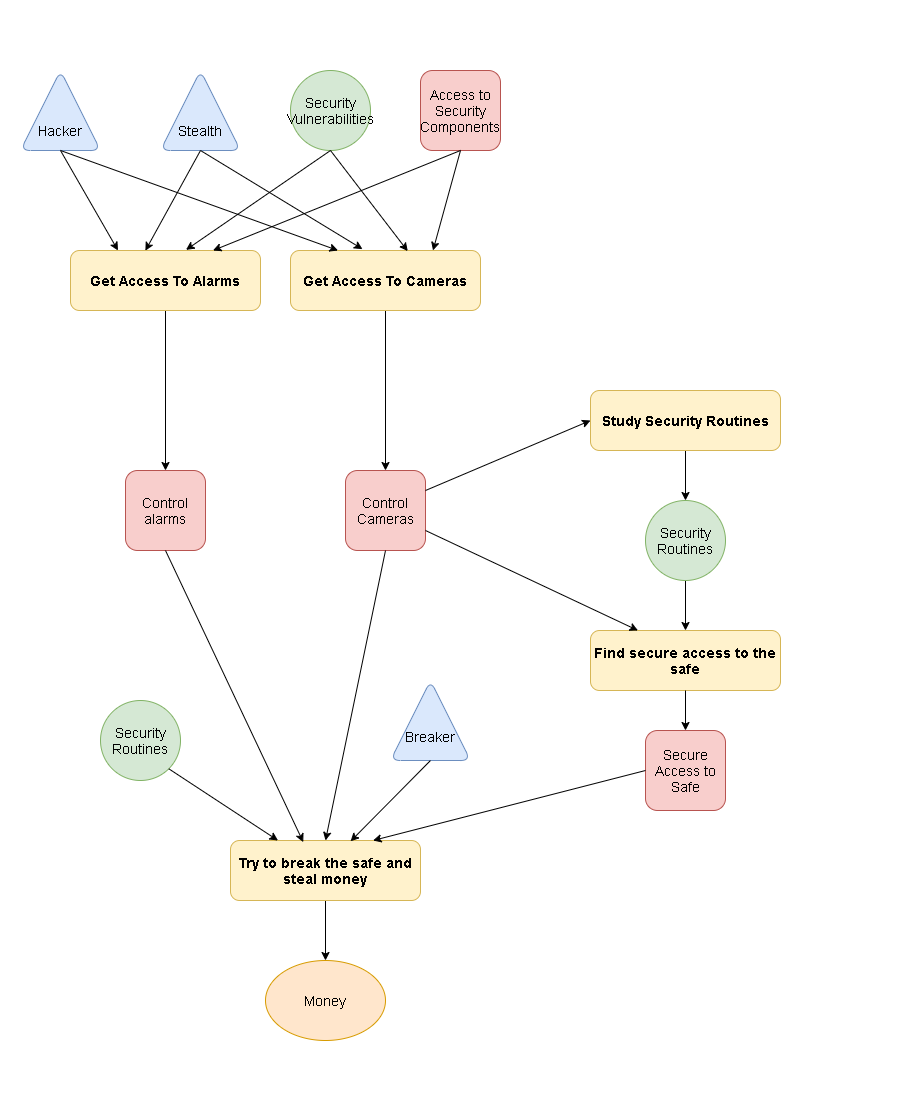 Hacker
Stealth
Security
Vulnerabilities
Access to
Security
Components
Get Access To Alarms
Get Access To Cameras
Study Security Routines
Control
alarms
Control
Cameras
Security
Routines
Find secure access to the
safe
Security
Routines
Breaker
Secure
Access to
Safe
Try to break the safe and
steal money
Money